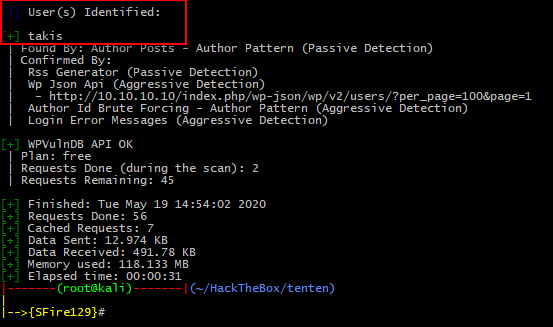 [i] User(s) Identified:
[+] takis
| Found By: Author Posts - Author Pattern (Passive Detection)
| Confirmed By:
|  Rss Generator (Passive Detection)
|  Wp Json Api (Aggressive Detection)
|   - http://10.10.10.10/index.php/wp-json/wp/v2/users/?per_page=100&page=1
|  Author Id Brute Forcing - Author Pattern (Aggressive Detection)
|  Login Error Messages (Aggressive Detection)
[+] WPVulnDB API OK
| Plan: free
| Requests Done (during the scan): 2
| Requests Remaining: 45
[+] Finished: Tue May 19 14:54:02 2020
[+] Requests Done: 56
[+] Cached Requests: 7
[+] Data Sent: 12.974 KB
[+] Data Received: 491.78 KB
[+] Memory used: 118.133 MB
[+] Elapsed time: 00:00:31
|-------(root@kali)-------|(~/HackTheBox/tenten)
|
|-->{SFire129}#